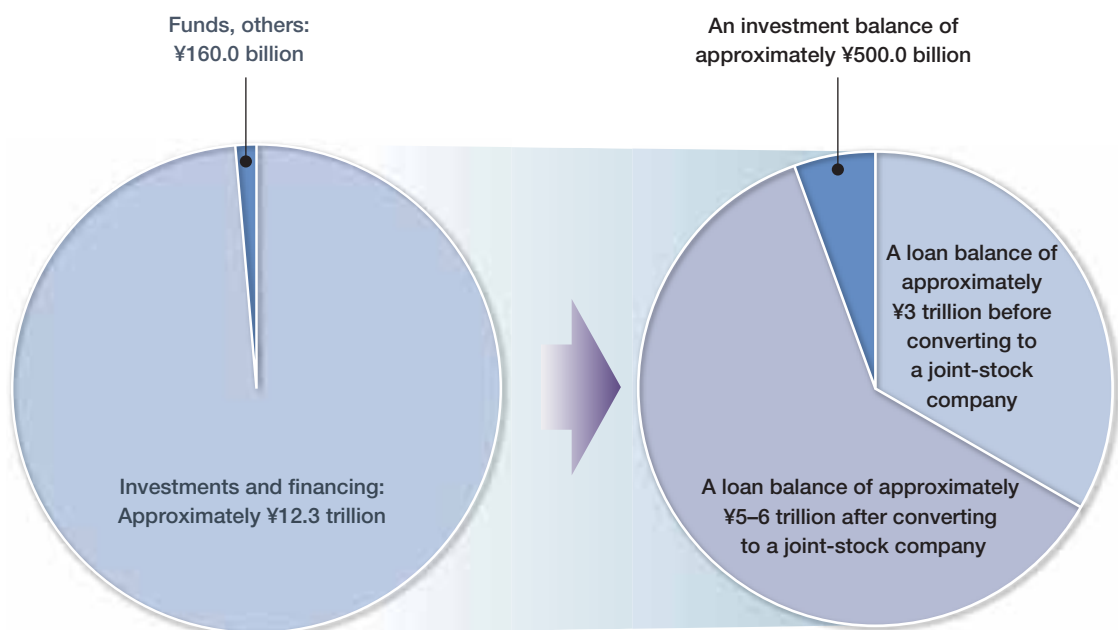 Funds, others:
¥160.0 billion
An investment balance of
approximately ¥500.0 billion
Investments and financing:
Approximately ¥12.3 trillion
A loan balance of
approximately
¥3 trillion before
converting to
a joint-stock
company
A loan balance of approximately
¥5–6 trillion after converting
to a joint-stock company